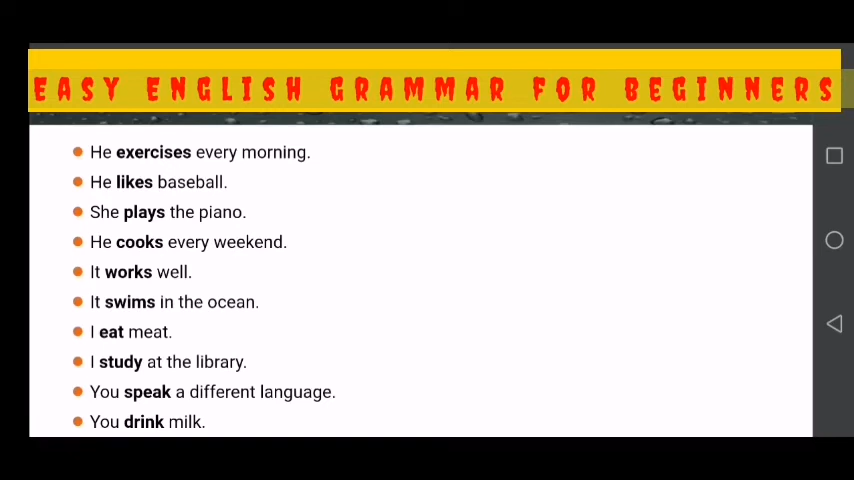 EASY ENGLISH GRAMMAR FOR BEGINNERS
He exercises every morning.
He likes baseball.
She plays the piano.
He cooks every weekend.
It works well.
It swims in the ocean.
I eat meat.
I study at the library.
You speak a different language.
You drink milk.